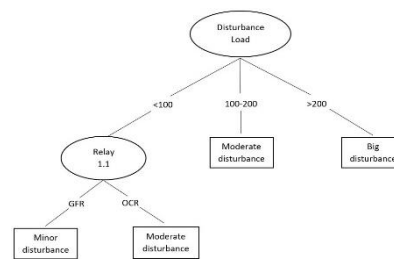 Disturbance
Load
<100
100-200
>200
Relay
1.1
Moderate
disturbance
Big
disturbance
GFR
OCR
Minor
disturbance
Moderate
disturbance